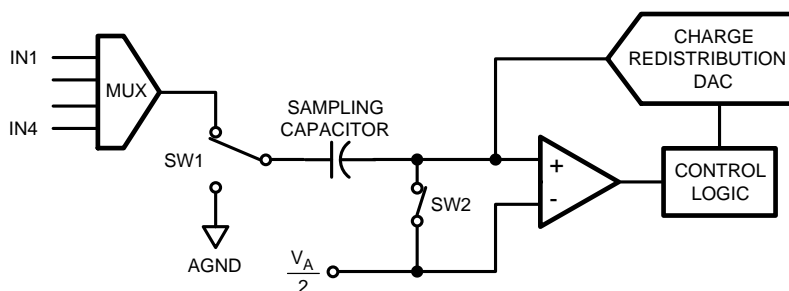 IN1
IN4
MUX
SW1
AGND
SAMPLING
CAPACITOR
SW2
V_A
2
+
-
CHARGE
REDISTRIBUTION
DAC
CONTROL
LOGIC